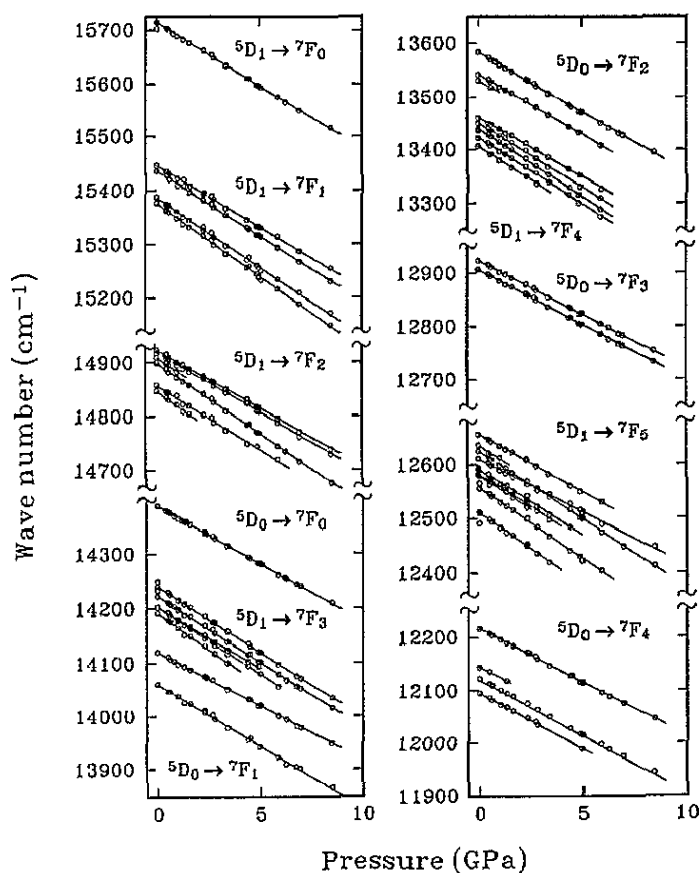 Wave number (cm⁻¹)
15700
15600
15500
15400
15300
15200
14900
14800
14700
14300
14200
14100
14000
13900
⁵D₁→⁷F₀
⁵D₁→⁷F₁
⁵D₁→⁷F₂
⁵D₀→⁷F₀
⁵D₁→⁷F₃
⁵D₀→⁷F₁
0 5 10
13600
13500
13400
13300
12900
12800
12700
12600
12500
12400
12200
12100
12000
11900
⁵D₀→⁷F₂
⁵D₁→⁷F₄
⁵D₀→⁷F₃
⁵D₁→⁷F₅
⁵D₀→⁷F₄
0 5 10
Pressure (GPa)